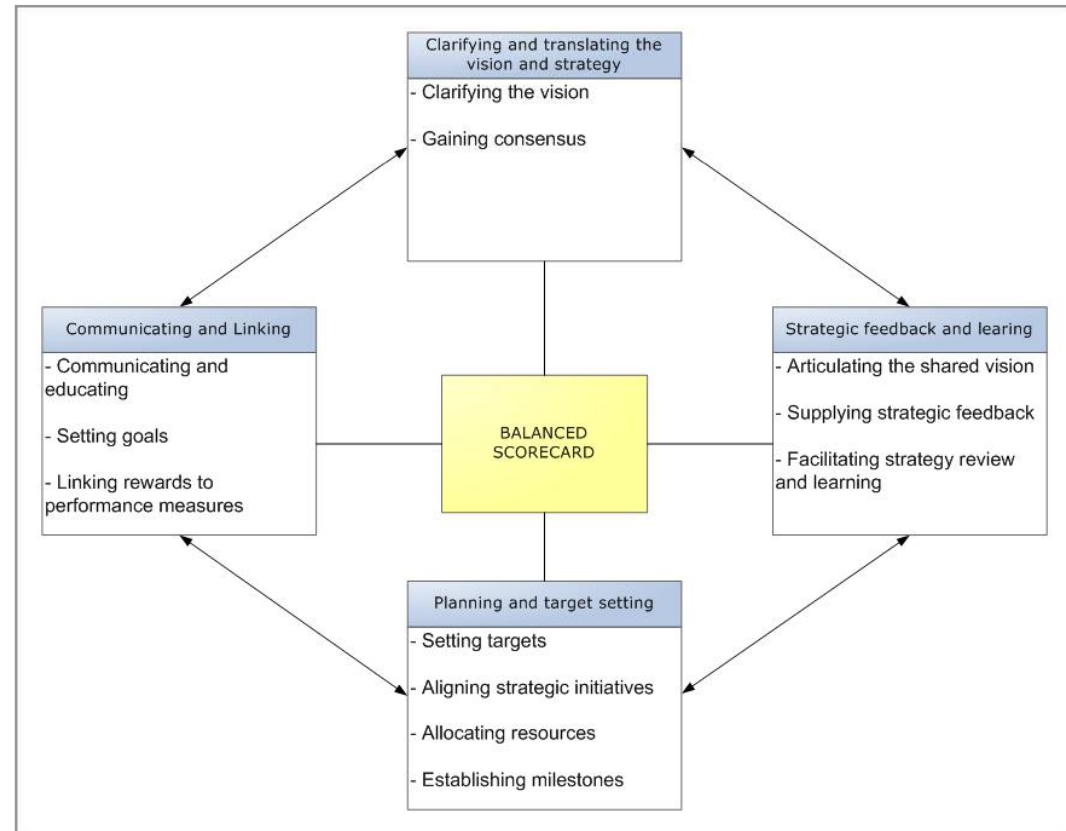 Clarifying and translating the
vision and strategy
- Clarifying the vision
- Gaining consensus
Communicating and Linking
- Communicating and
educating
- Setting goals
- Linking rewards to
performance measures
BALANCED
SCORECARD
Strategic feedback and learing
- Articulating the shared vision
- Supplying strategic feedback
- Facilitating strategy review
and learning
Planning and target setting
- Setting targets
- Aligning strategic initiatives
- Allocating resources
- Establishing milestones